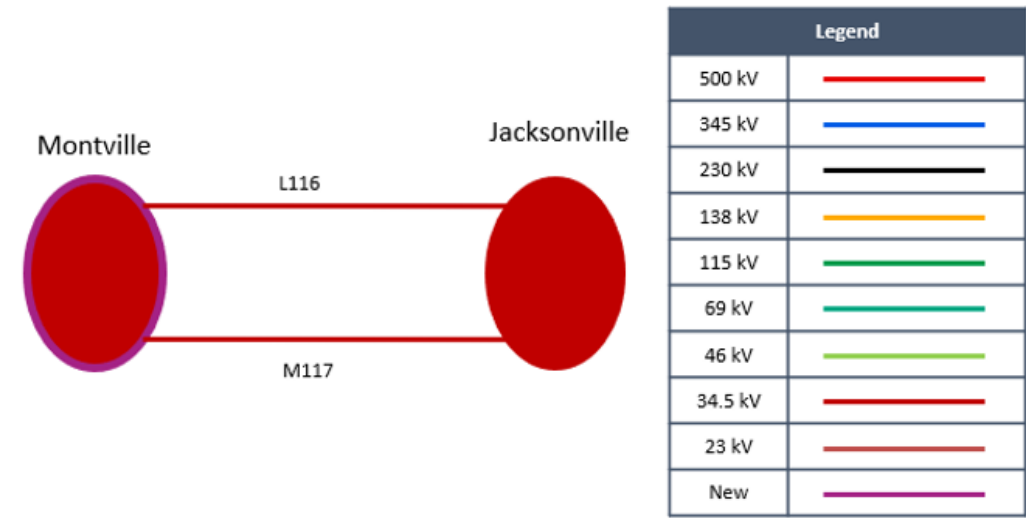 Montville
Jacksonville
L116
M117
Legend
500 kV
345 kV
230 kV
138 kV
115 kV
69 kV
46 kV
34.5 kV
23 kV
New